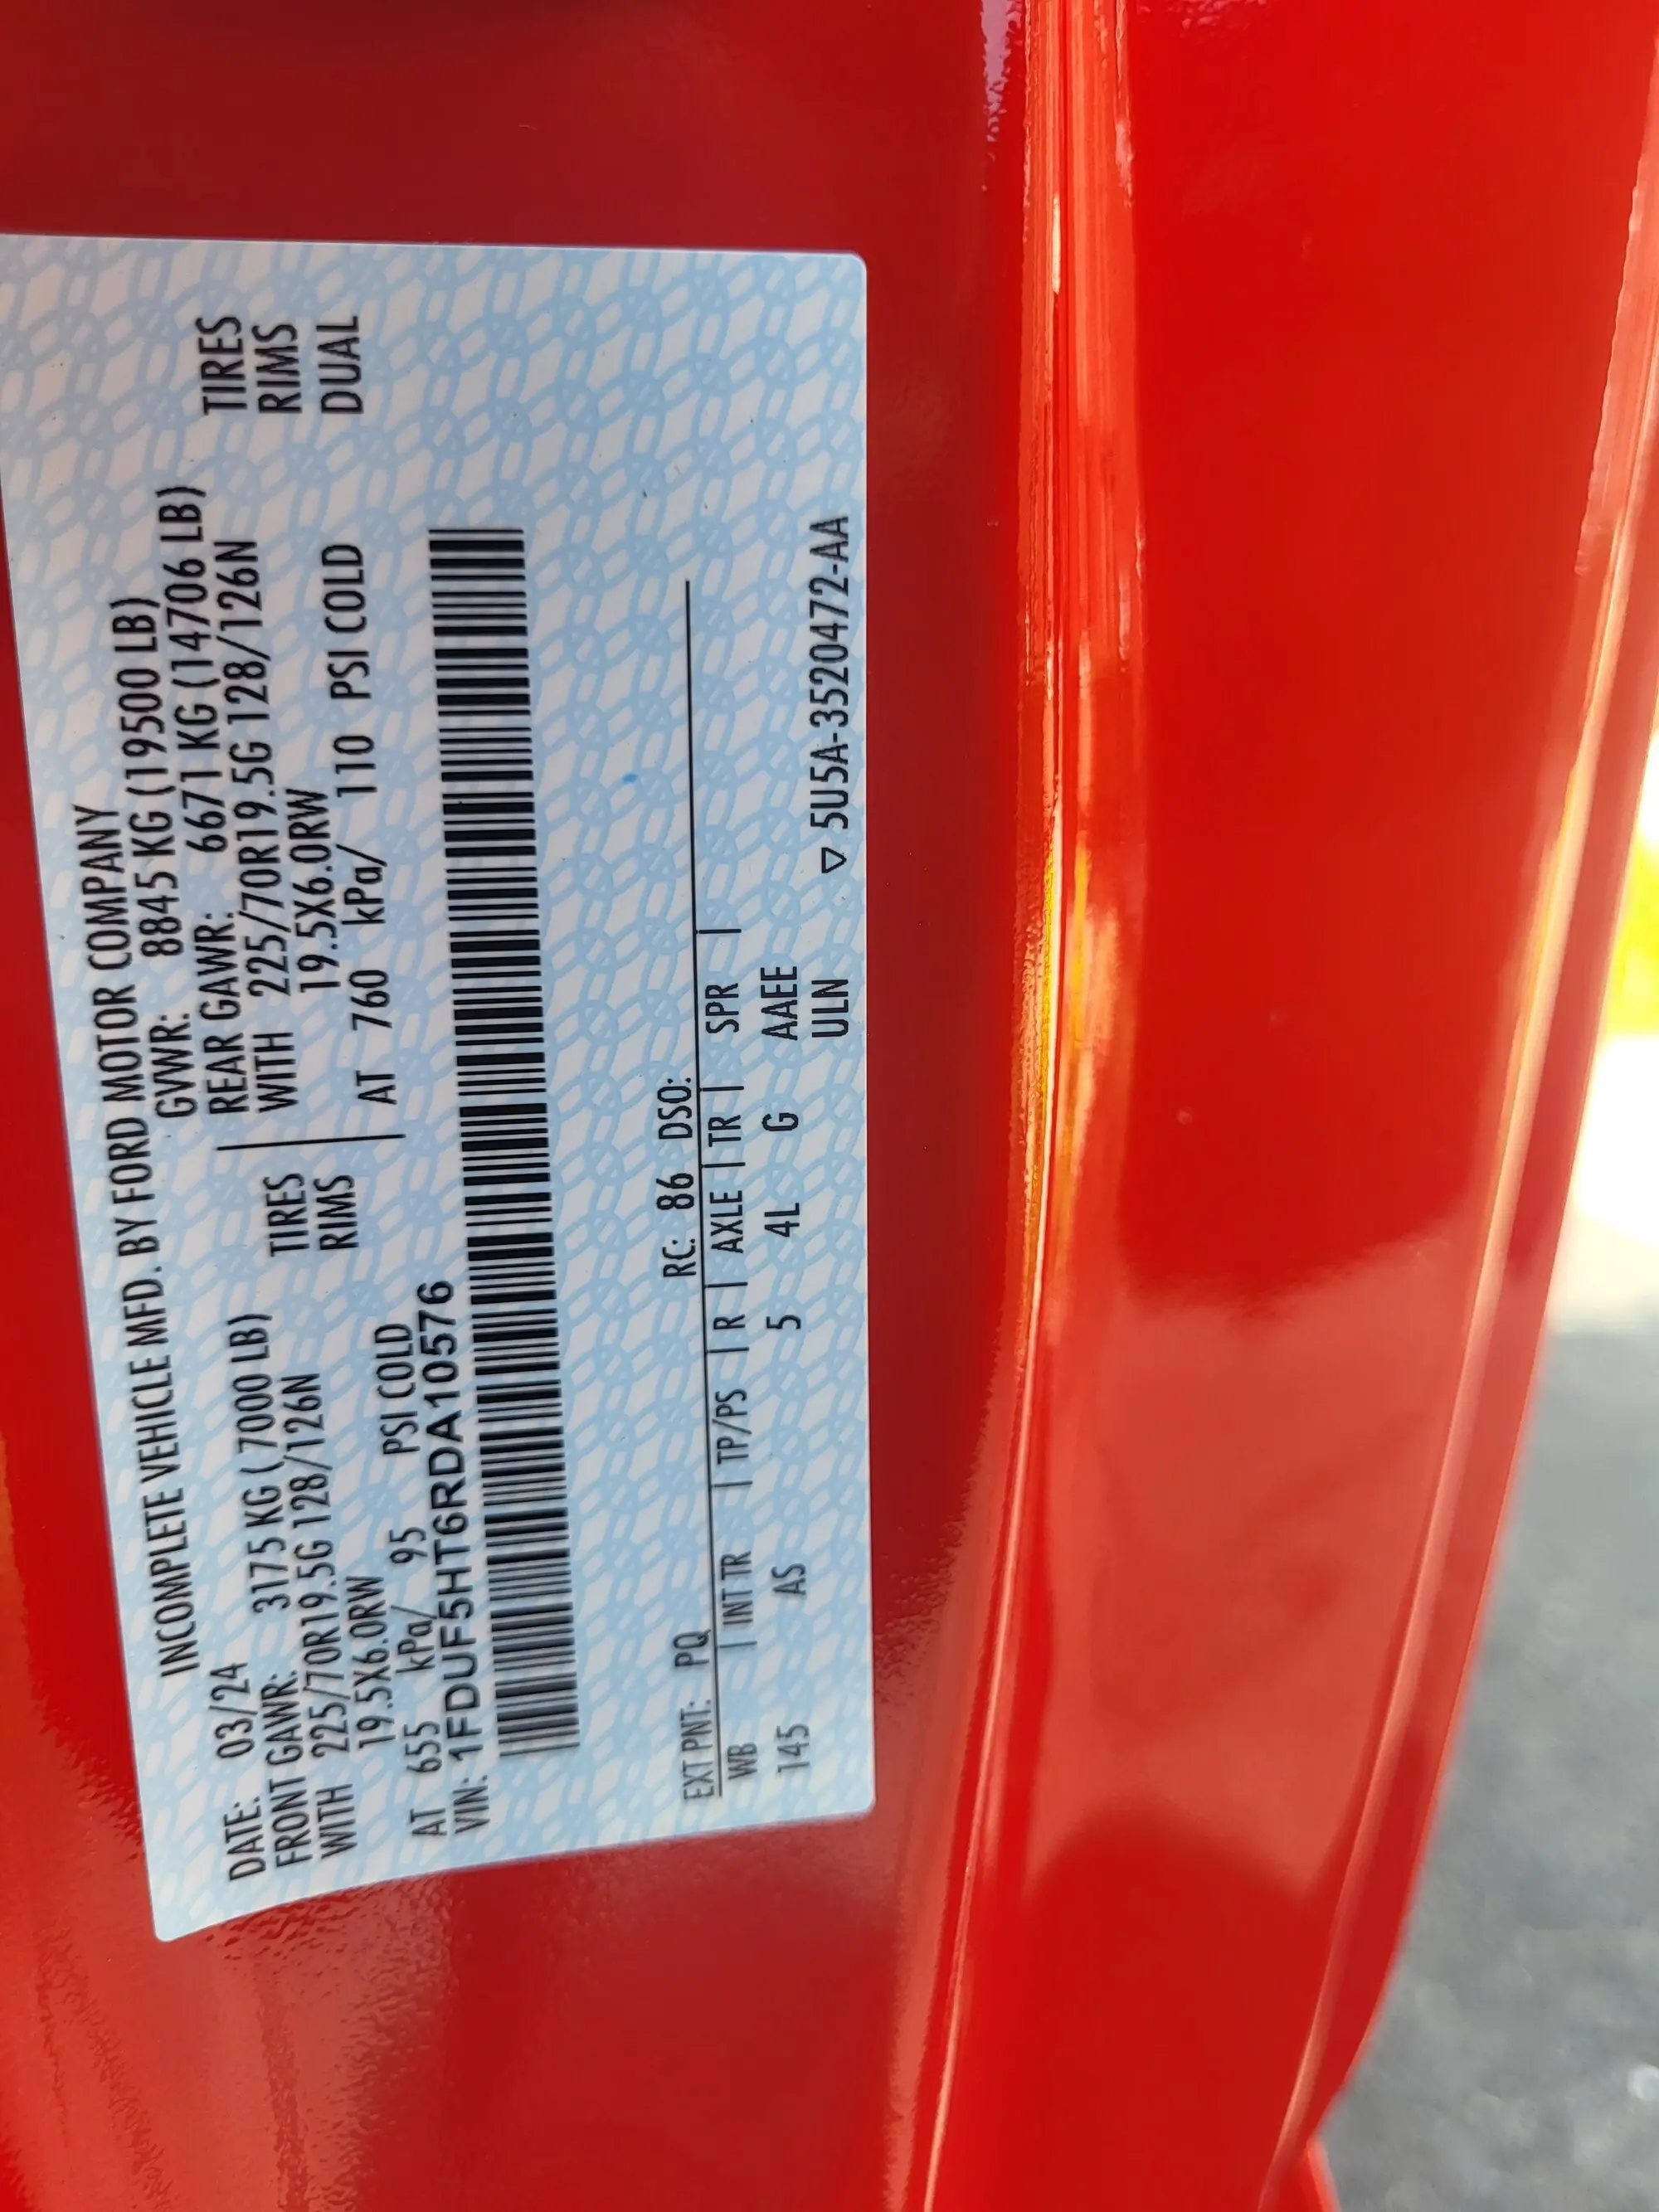 INCOMPLETE VEHICLE MFD. BY FORD MOTOR COMPANY
DATE: 03/24 GVWR: 8845 KG (19500 LB)
FRONT GAWR: 3175 KG ( 7000 LB) REAR GAWR: 6671 KG (14706 LB)
WITH 225/70R19.5G 128/126N TIRES WITH 225/70R19.5G 128/126N TIRES
19.5X6.0RW RIMS 19.5X6.0RW RIMS
AT 655 kPa/ 95 PSI COLD AT 760 kPa/ 110 PSI COLD DUAL
VIN: 1FDUF5HT6RDA10576
EXT PNT: PQ RC: 86 DSO:
WB | INT TR | TP/PS | R | AXLE | TR | SPR |
145 AS 5 4L G AAEE
ULN ▽ 5U5A-3520472-AA